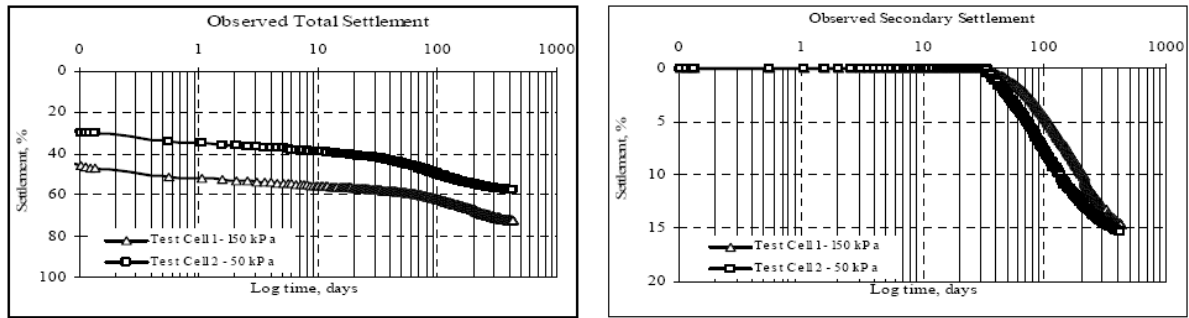 Observed Total Settlement
0 1 10 100 1000
0
20
40
60
80
100
Settlement, %
Test Cell 1 - 150 kPa
Test Cell 2 - 50 kPa
Log time, days
Observed Secondary Settlement
0 1 10 100 1000
0
5
10
15
20
Settlement, %
Test Cell 1 - 150 kPa
Test Cell 2 - 50 kPa
Log time, days